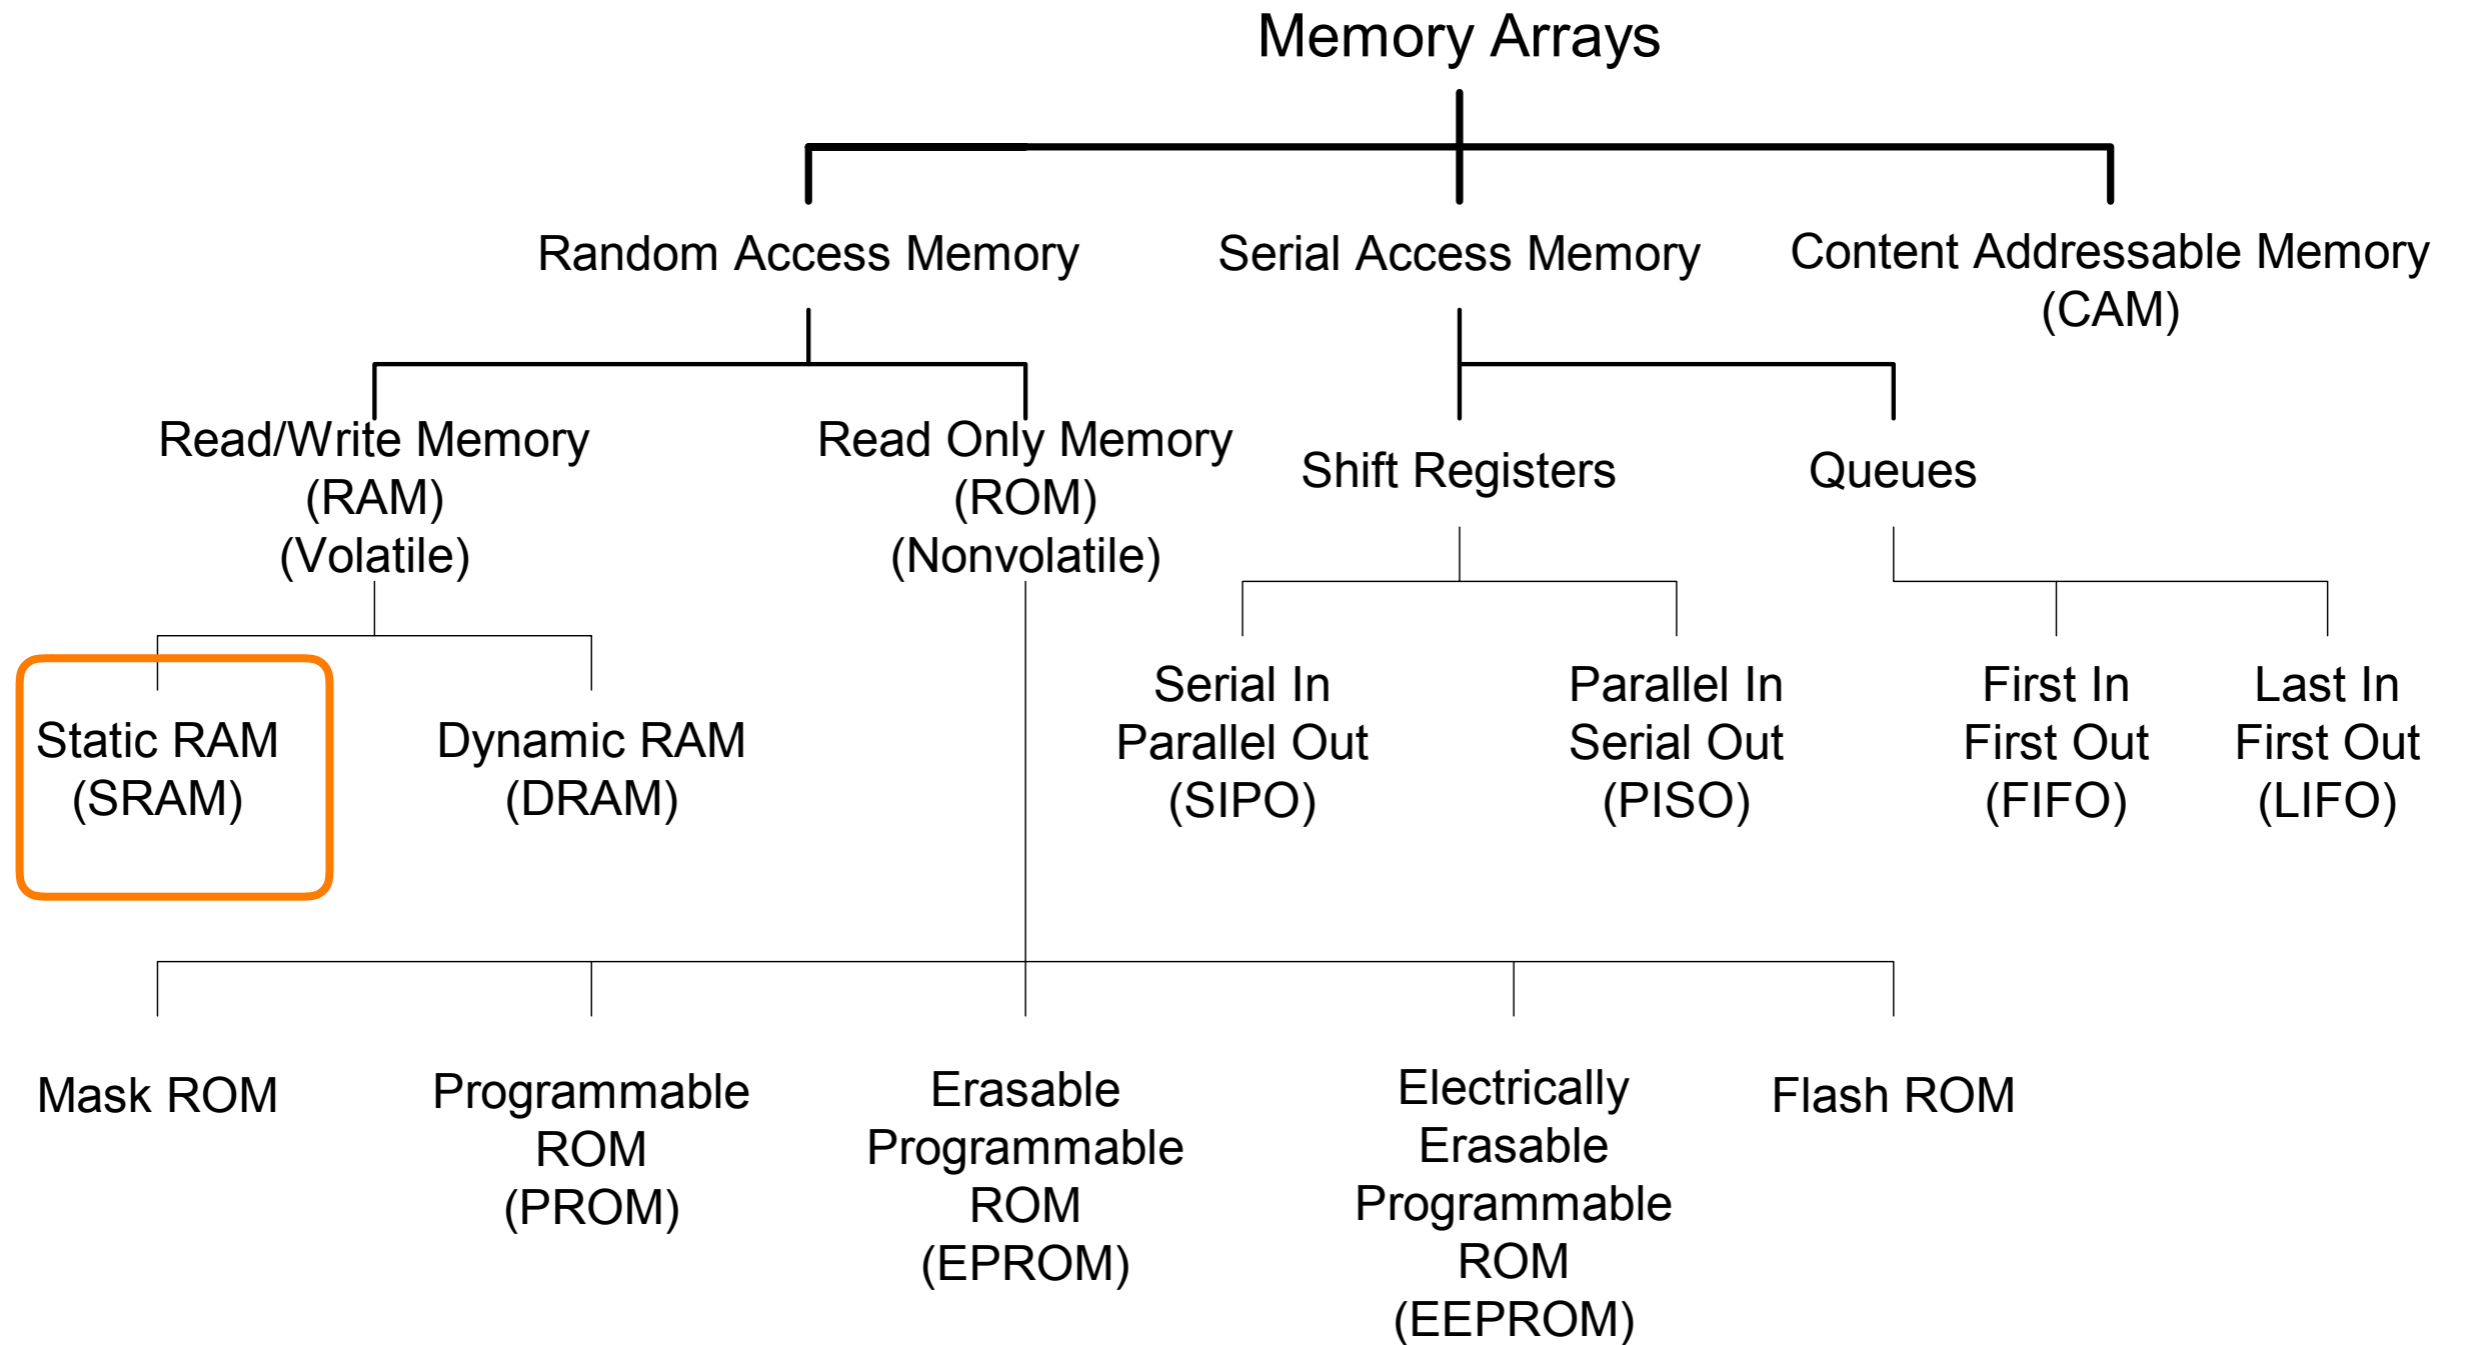 Memory Arrays
Random Access Memory
Serial Access Memory
Content Addressable Memory
(CAM)
Read/Write Memory
(RAM)
(Volatile)
Read Only Memory
(ROM)
(Nonvolatile)
Shift Registers
Queues
Static RAM
(SRAM)
Dynamic RAM
(DRAM)
Serial In
Parallel Out
(SIPO)
Parallel In
Serial Out
(PISO)
First In
First Out
(FIFO)
Last In
First Out
(LIFO)
Mask ROM
Programmable
ROM
(PROM)
Erasable
Programmable
ROM
(EPROM)
Electrically
Erasable
Programmable
ROM
(EEPROM)
Flash ROM